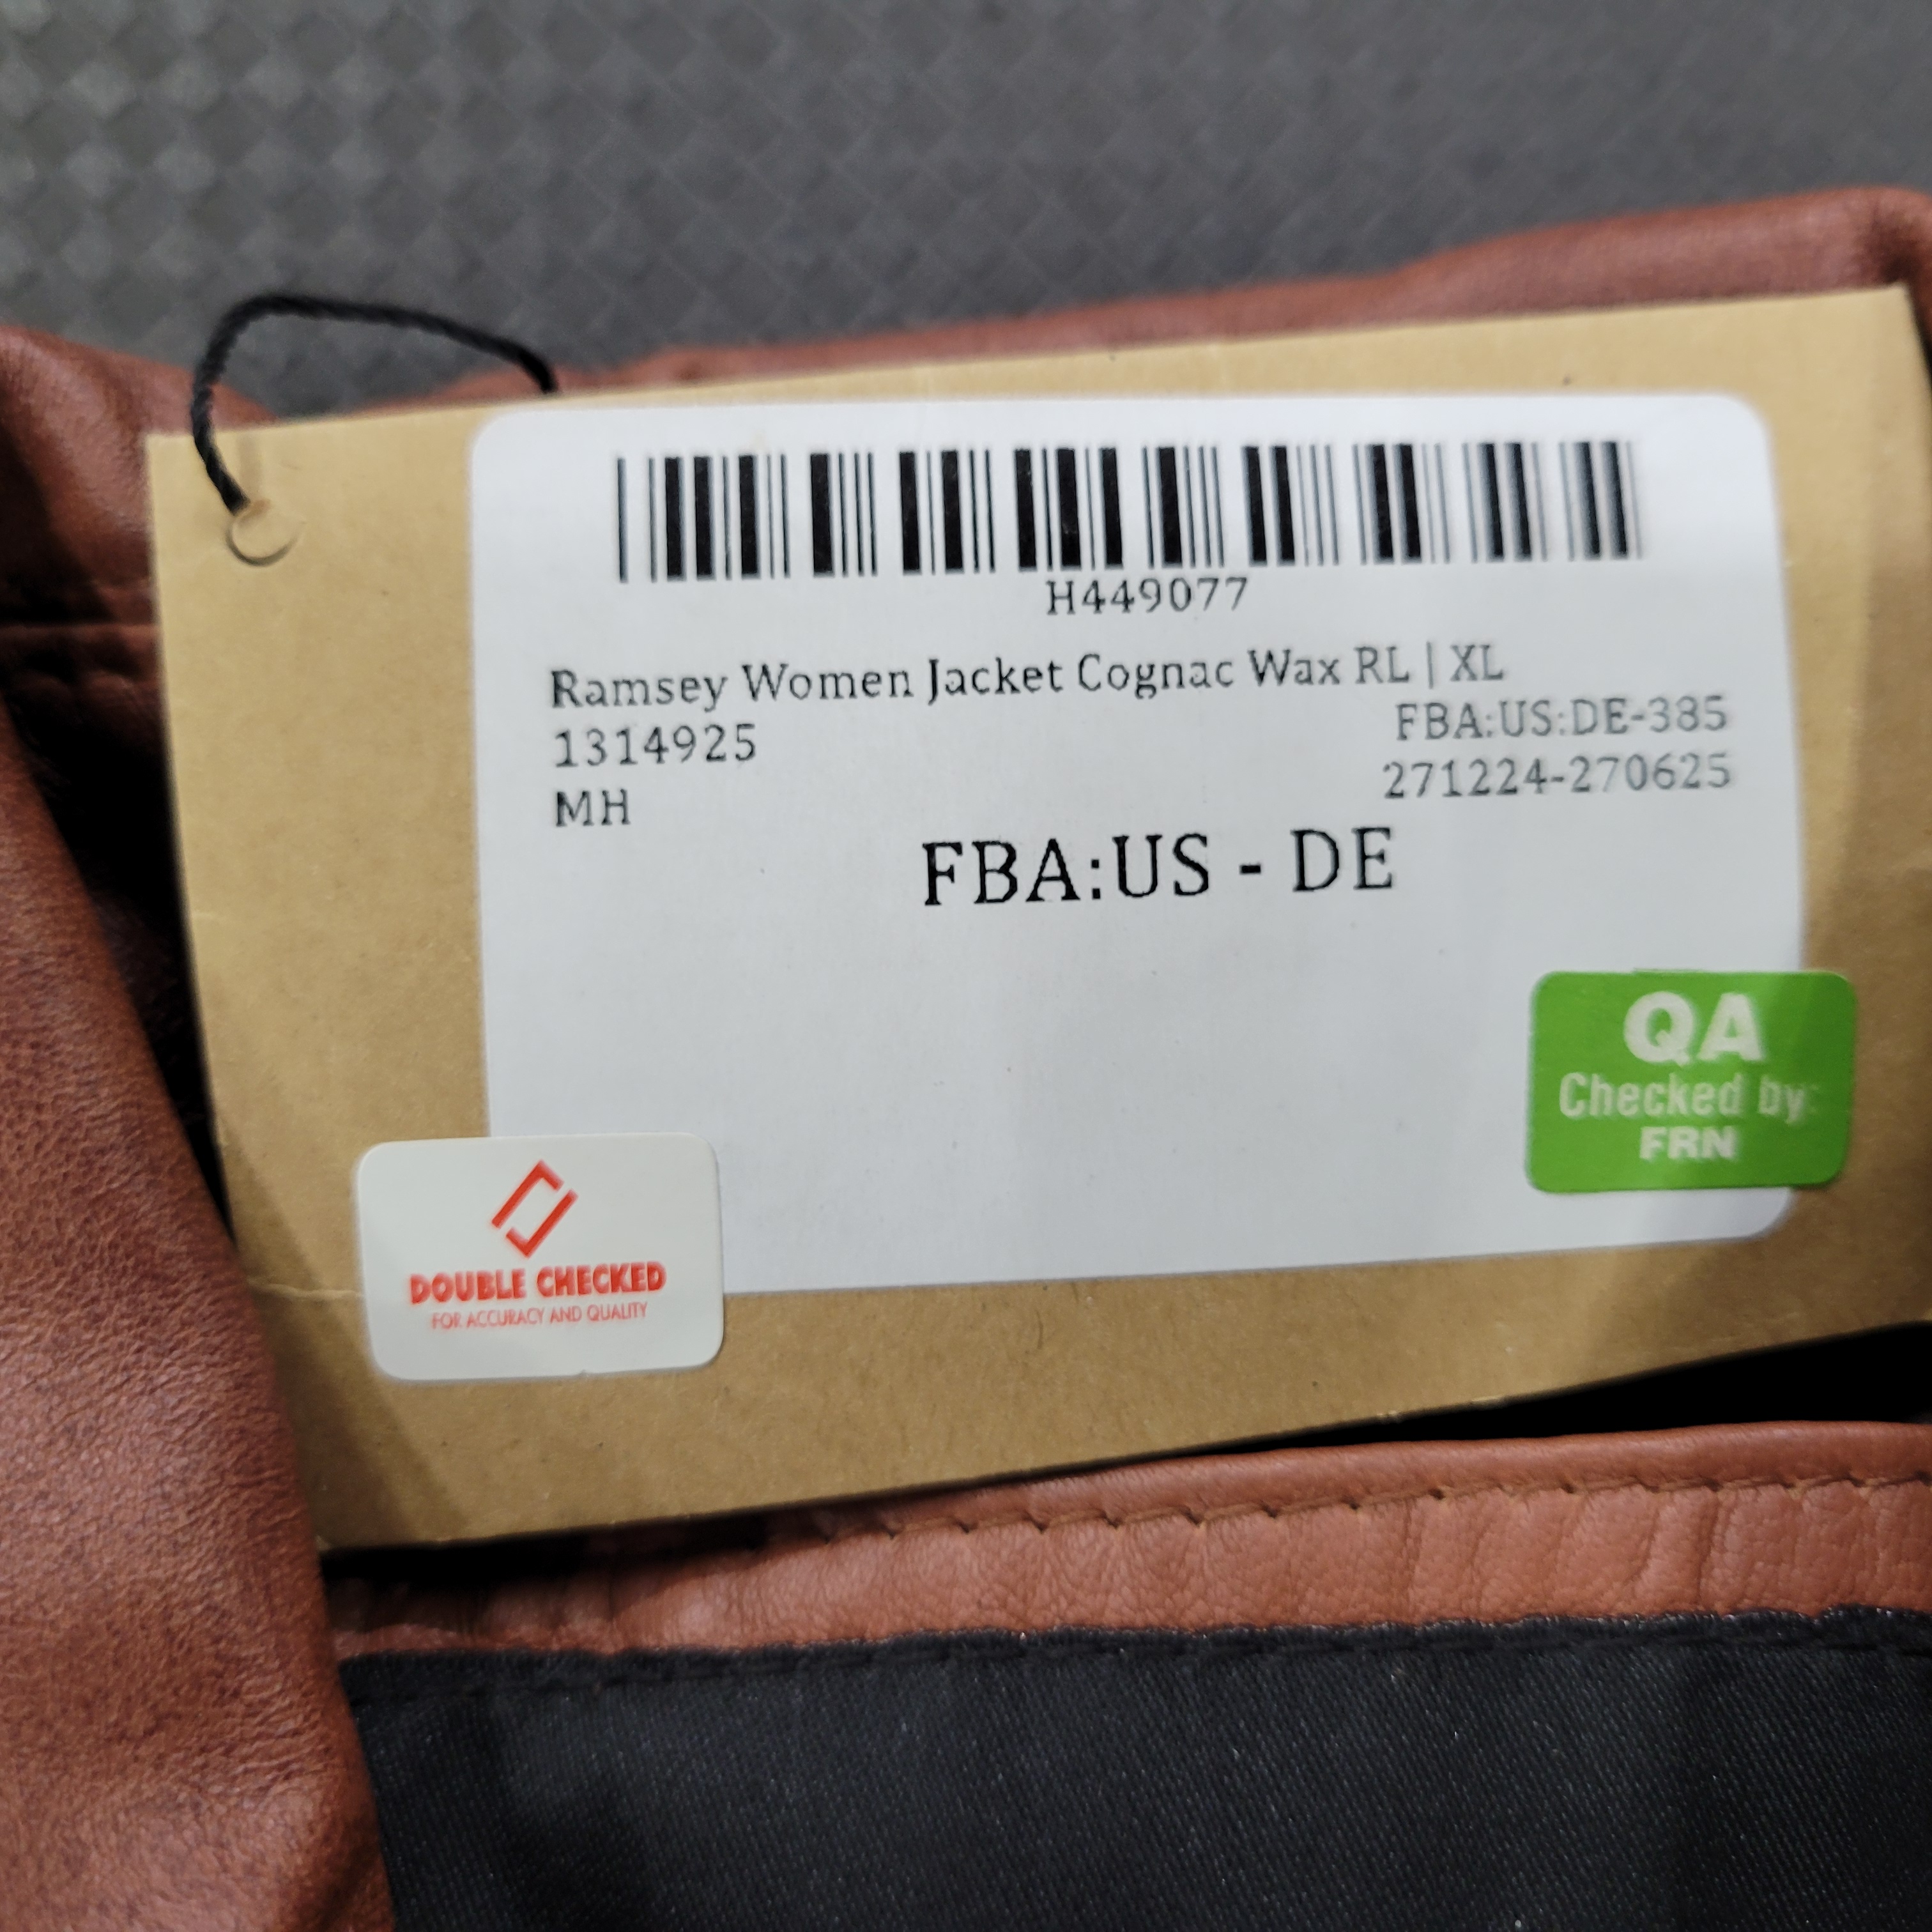 H449077
Ramsey Women Jacket Cognac Wax RL | XL
1314925
FBA:US:DE-385
MH
271224-270625
FBA:US - DE
QA
Checked by:
FRN
DOUBLE CHECKED
FOR ACCURACY AND QUALITY